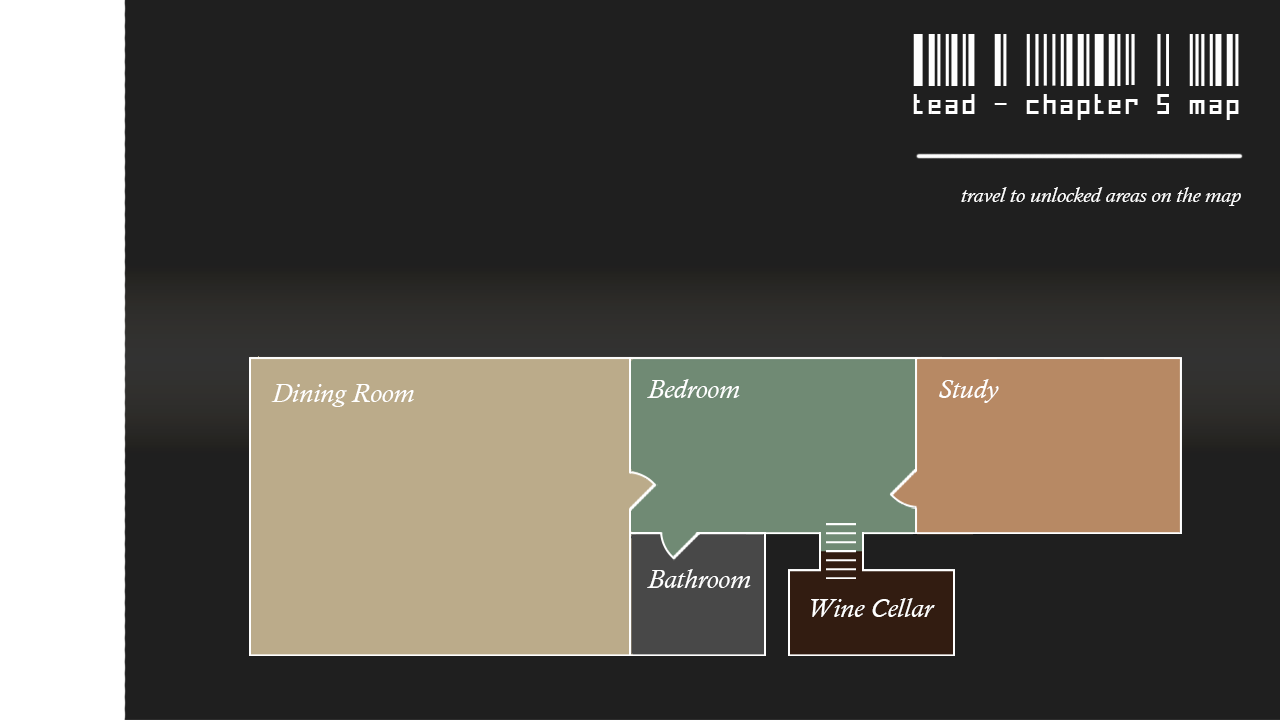 tead - chapter 5 map
travel to unlocked areas on the map
Dining Room
Bedroom
Study
Bathroom
Wine Cellar